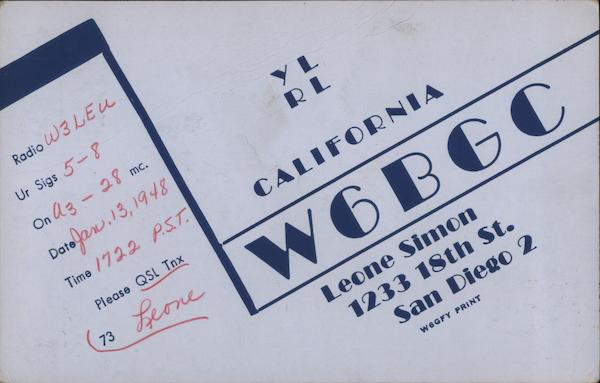 Radio W3LEU
Ur Sigs 5-8
On A3-28 mc.
Date Jan. 13, 1948
Time 1722 P.S.T.
Please QSL Tnx
73 Leone
YL
RL
CALIFORNIA
W6BGC
Leone Simon
1233 18th St.
San Diego 2
W6GFY PRINT